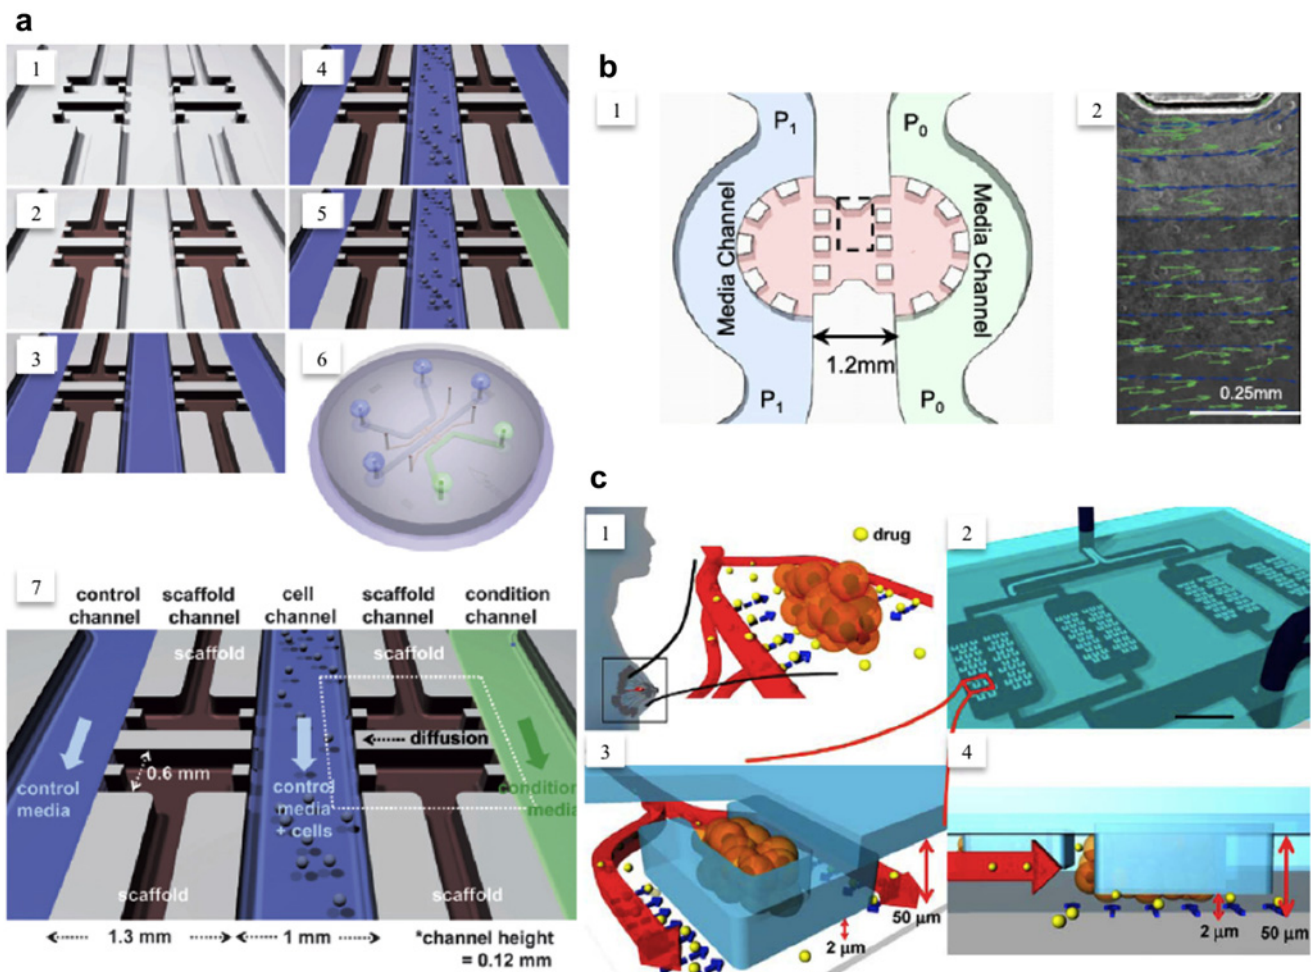 a
1
4
2
5
3
6
7
control
channel
scaffold
channel
cell
channel
scaffold
channel
condition
channel
scaffold
scaffold
diffusion
0.6 mm
control
media
control
media
+ cells
condition
media
scaffold
scaffold
1.3 mm
1 mm
*channel height
= 0.12 mm
b
1
P1
P0
Media Channel
Media Channel
1.2mm
P1
P0
2
0.25mm
c
1
drug
2
3
50 µm
2 µm
4
2 µm
50 µm